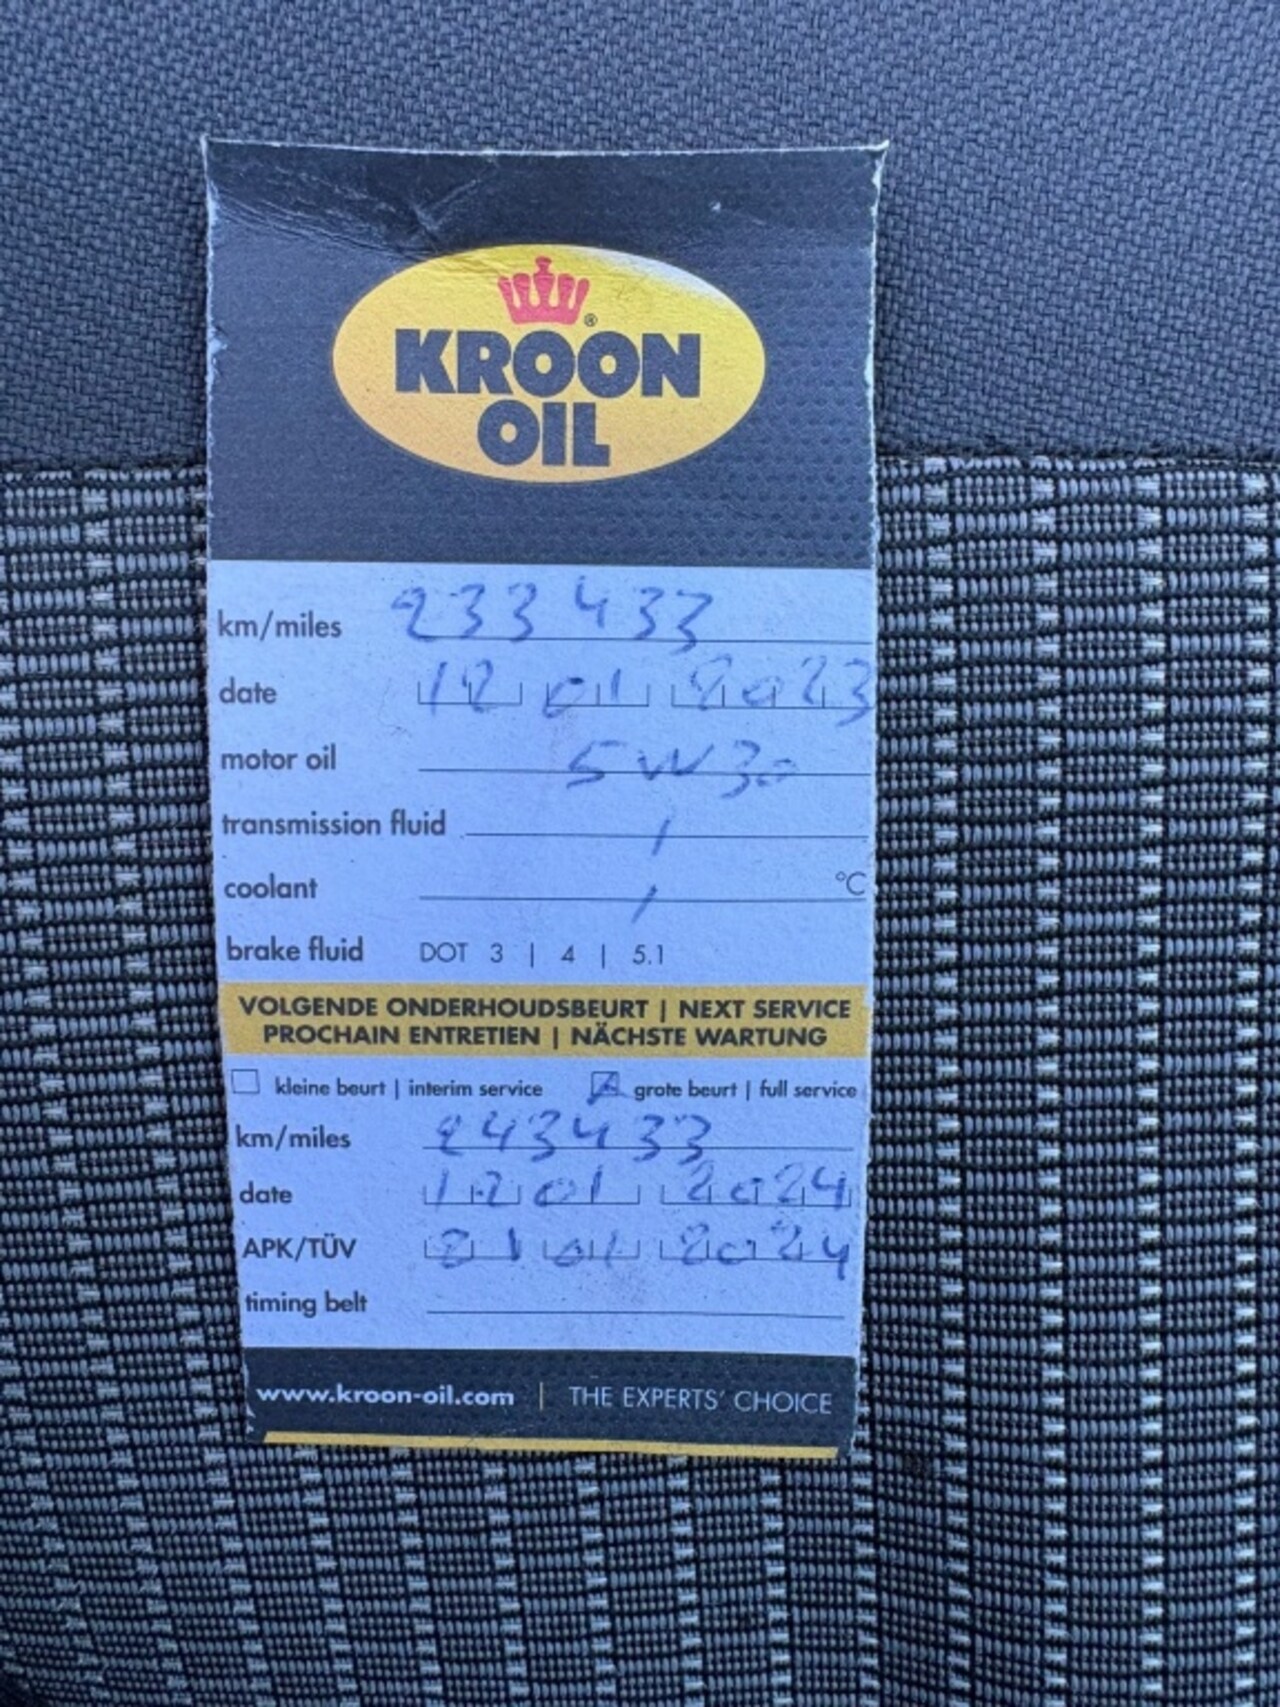 KROON
OIL
km/miles 233433
date 12 01 2023
motor oil 5W30
transmission fluid /
coolant / °C
brake fluid DOT 3 | 4 | 5.1
VOLGENDE ONDERHOUDSBEURT | NEXT SERVICE
PROCHAIN ENTRETIEN | NÄCHSTE WARTUNG
kleine beurt | interim service grote beurt | full service
km/miles 243433
date 12 01 2024
APK/TÜV 21 01 2024
timing belt
www.kroon-oil.com | THE EXPERTS' CHOICE